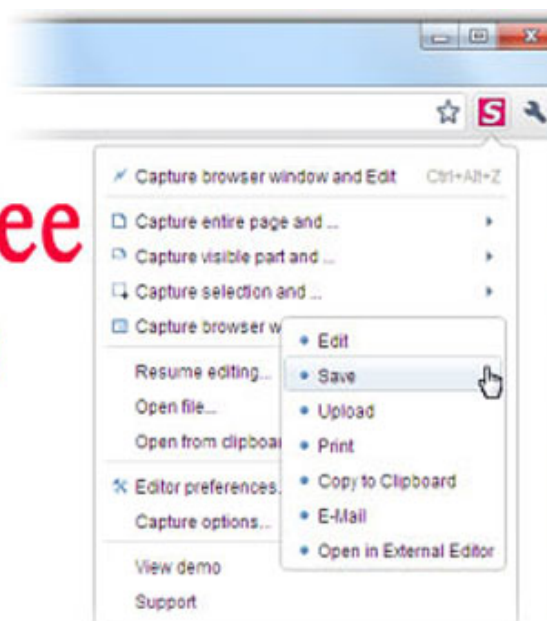 S
ee
Capture browser window and Edit Ctrl+Alt+Z
Capture entire page and ...
Capture visible part and ...
Capture selection and ...
Capture browser w
Edit
Resume editing...
Save
Open file...
Upload
Open from clipboa
Print
Editor preferences.
Copy to Clipboard
Capture options...
E-Mail
Open in External Editor
View demo
Support